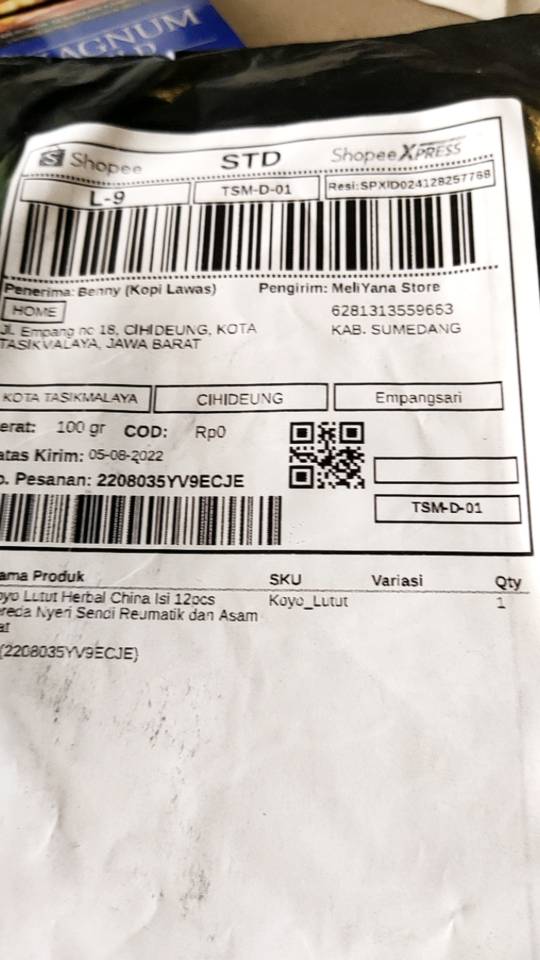 MAGNUM
Shopee
STD
Shopee XPRESS
L-9
TSM-D-01
Resi:SPXID024128257768
Penerima: Benny (Kopi Lawas)
Pengirim: MeliYana Store
HOME
6281313559663
Jl. Empang no 18, CIHIDEUNG, KOTA
KAB. SUMEDANG
TASIKMALAYA, JAWA BARAT
KOTA TASIKMALAYA
CIHIDEUNG
Empangsari
erat: 100 gr
COD: Rp0
atas Kirim: 05-08-2022
o. Pesanan: 2208035YV9ECJE
TSM-D-01
ama Produk
SKU
Variasi
Qty
oyo Lutut Herbal China Isi 12pcs
Koyo_Lutut
1
ereda Nyeri Sendi Reumatik dan Asam
at
(2208035YV9ECJE)